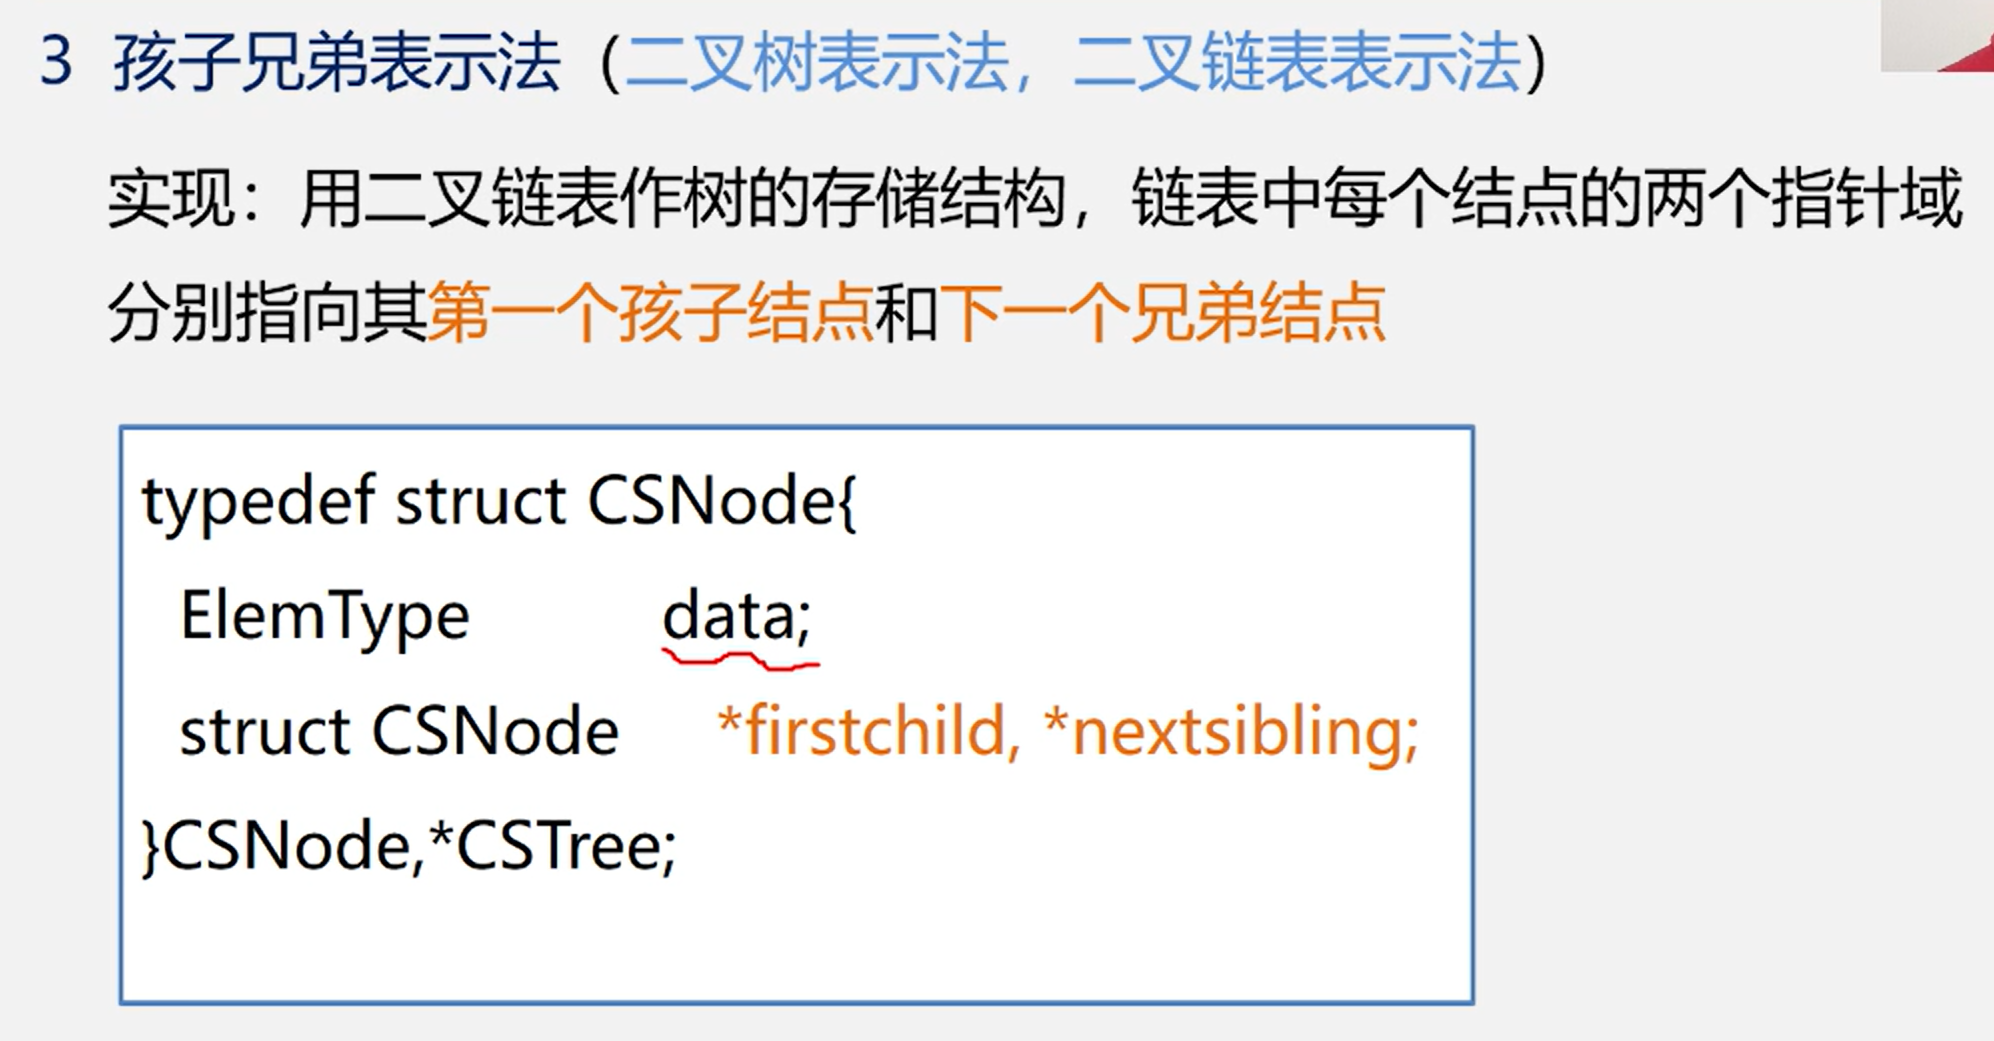 3 孩子兄弟表示法（二叉树表示法，二叉链表表示法）
实现：用二叉链表作树的存储结构，链表中每个结点的两个指针域
分别指向其第一个孩子结点和下一个兄弟结点
typedef struct CSNode{
ElemType data;
struct CSNode *firstchild, *nextsibling;
}CSNode,*CSTree;